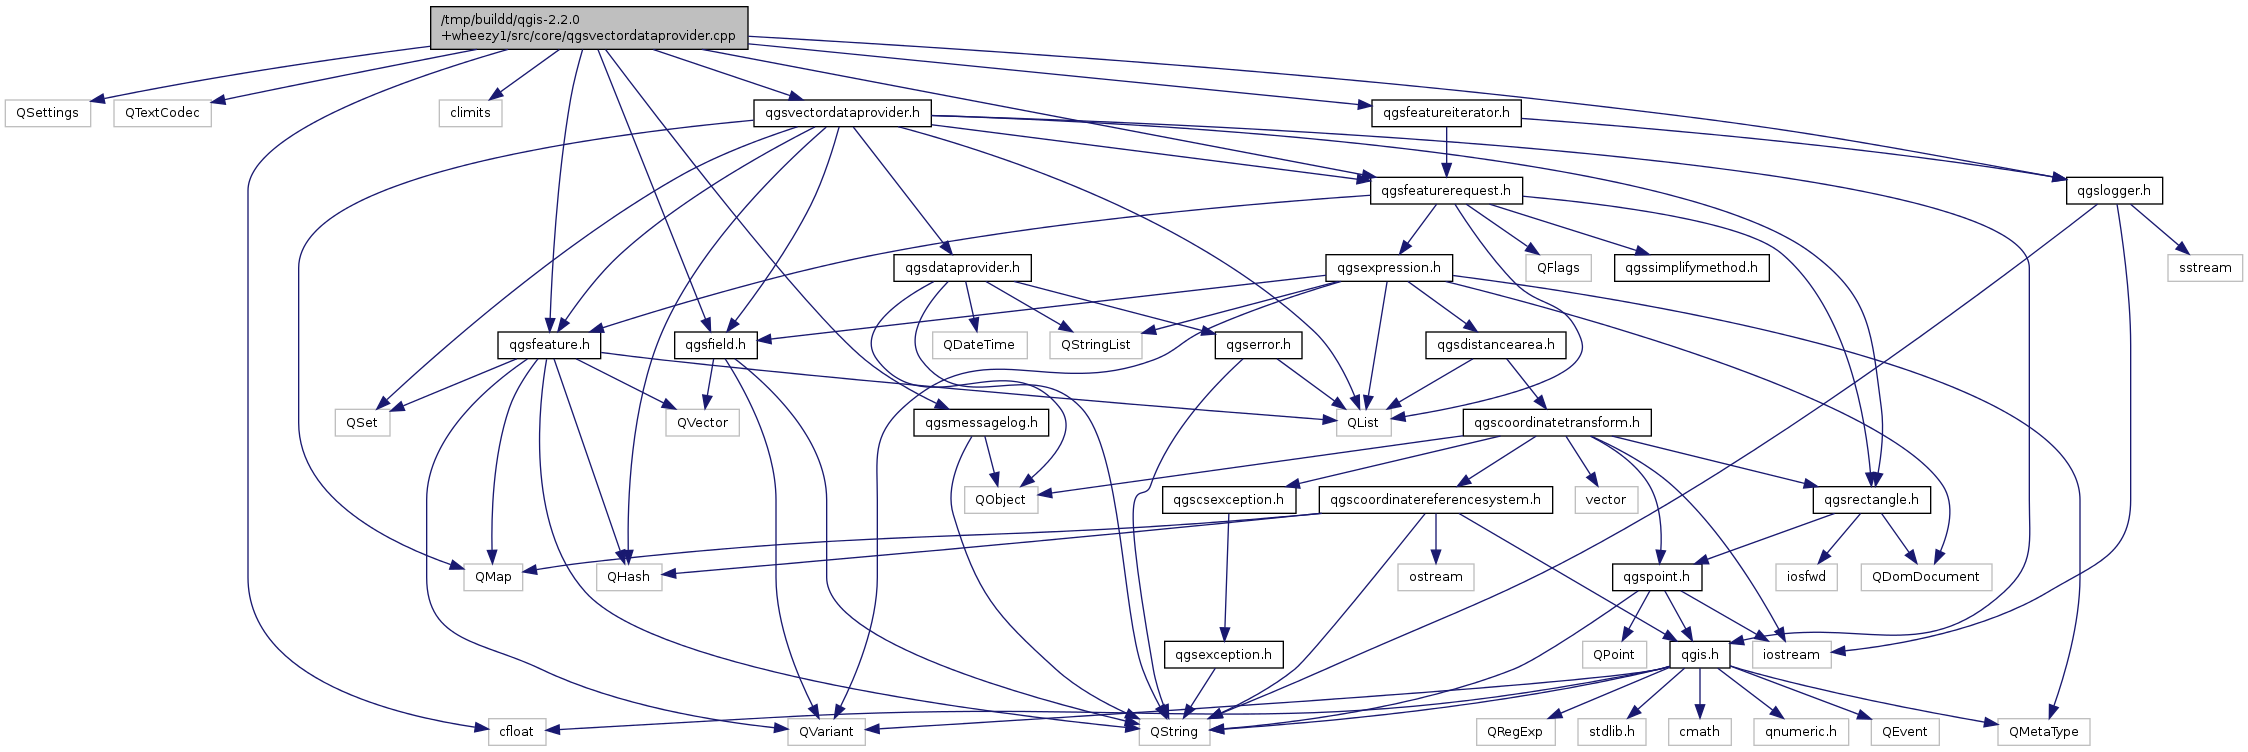 /tmp/buildd/qgis-2.2.0
+wheezy1/src/core/qgsvectordataprovider.cpp
QSettings
QTextCodec
climits
qgsvectordataprovider.h
qgsfeatureiterator.h
qgsfeaturerequest.h
qgslogger.h
qgsdataprovider.h
qgsexpression.h
QFlags
qgssimplifymethod.h
sstream
qgsfeature.h
qgsfield.h
QDateTime
QStringList
qgserror.h
qgsdistancearea.h
QSet
QVector
qgsmessagelog.h
QList
qgscoordinatetransform.h
QObject
qgscsexception.h
qgscoordinatereferencesystem.h
vector
qgsrectangle.h
QMap
QHash
ostream
qgspoint.h
iosfwd
QDomDocument
qgsexception.h
QPoint
qgis.h
iostream
cfloat
QVariant
QString
QRegExp
stdlib.h
cmath
qnumeric.h
QEvent
QMetaType